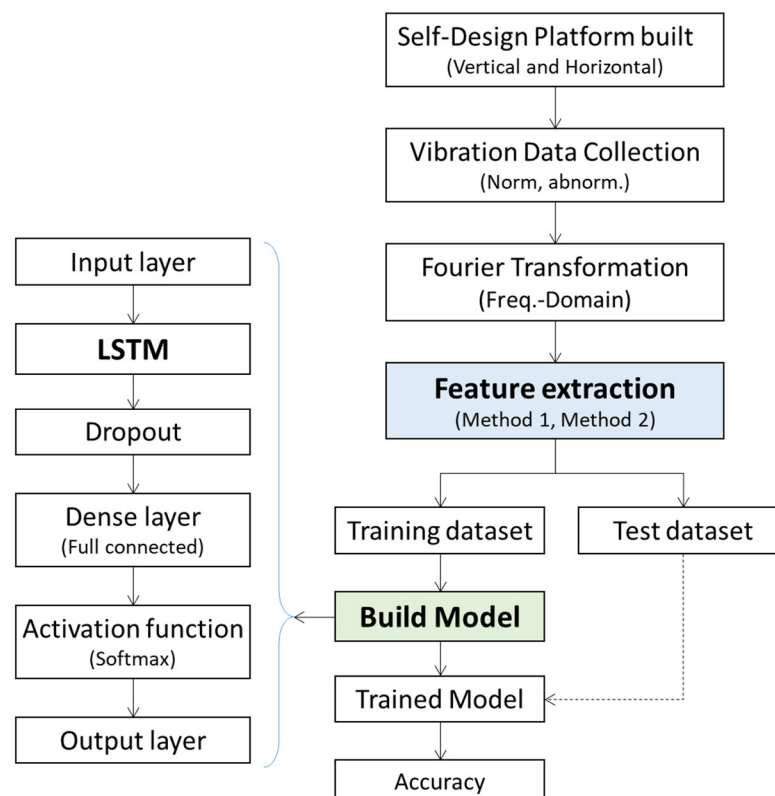 Self-Design Platform built
(Vertical and Horizontal)
Vibration Data Collection
(Norm, abnorm.)
Fourier Transformation
(Freq.-Domain)
Feature extraction
(Method 1, Method 2)
Training dataset
Test dataset
Build Model
Trained Model
Accuracy
Input layer
LSTM
Dropout
Dense layer
(Full connected)
Activation function
(Softmax)
Output layer